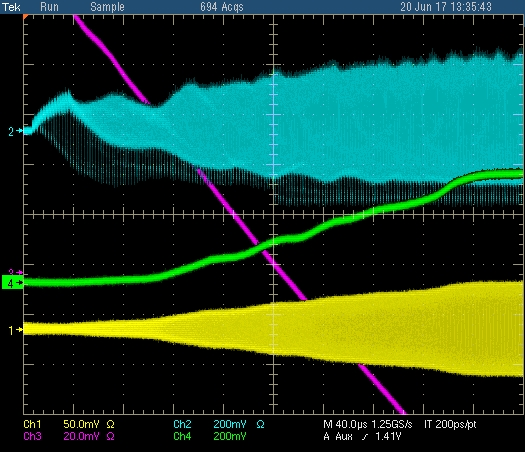 Tek Run Sample 694 Acqs 20 Jun 17 13:35:43
2
3
4
1
Ch1 50.0mV Ω Ch2 200mV Ω M 40.0µs 1.25GS/s IT 200ps/pt
Ch3 20.0mV Ω Ch4 200mV A Aux ∕ 1.41V